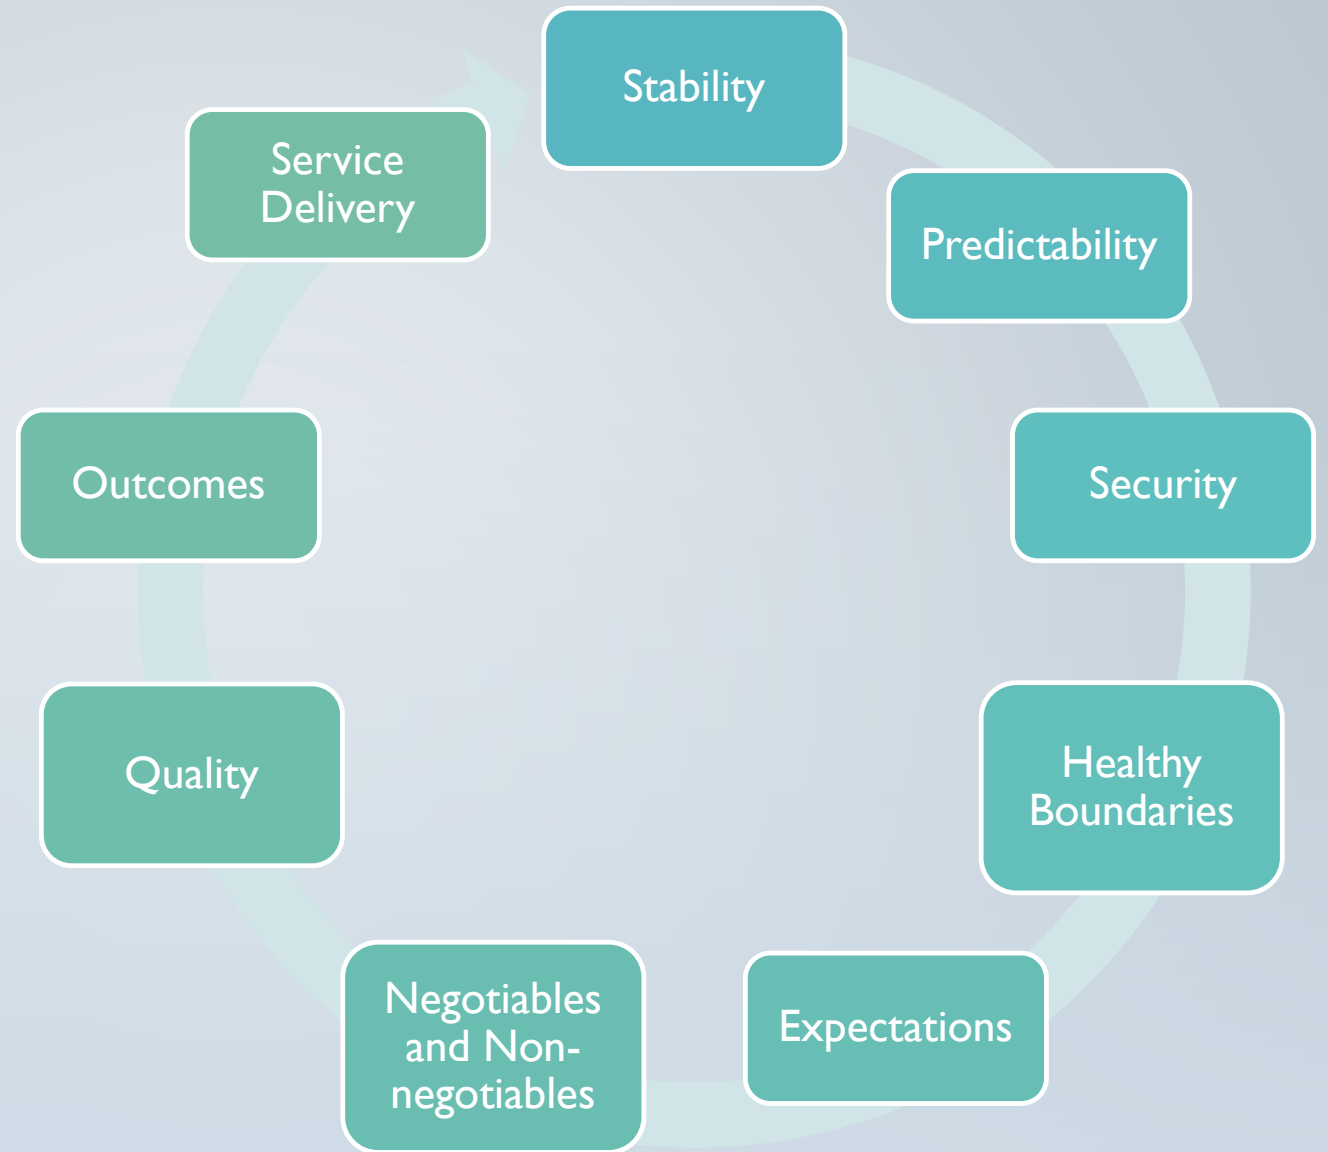 Stability
Predictability
Security
Healthy
Boundaries
Expectations
Negotiables
and Non-
negotiables
Quality
Outcomes
Service
Delivery